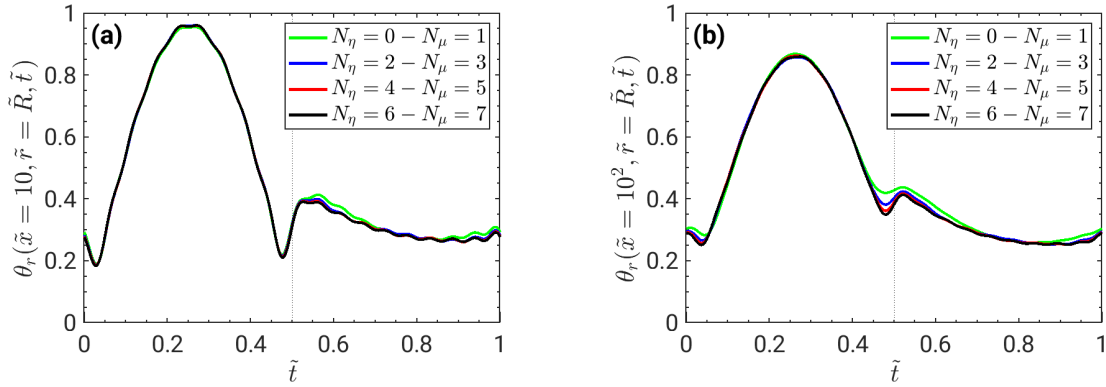 (a)
N_η = 0 − N_μ = 1
N_η = 2 − N_μ = 3
N_η = 4 − N_μ = 5
N_η = 6 − N_μ = 7
θ_r(x̃ = 10, r̃ = R̃, t̃)
1
0.8
0.6
0.4
0.2
0
0 0.2 0.4 0.6 0.8 1
t̃
(b)
N_η = 0 − N_μ = 1
N_η = 2 − N_μ = 3
N_η = 4 − N_μ = 5
N_η = 6 − N_μ = 7
θ_r(x̃ = 10², r̃ = R̃, t̃)
1
0.8
0.6
0.4
0.2
0
0 0.2 0.4 0.6 0.8 1
t̃